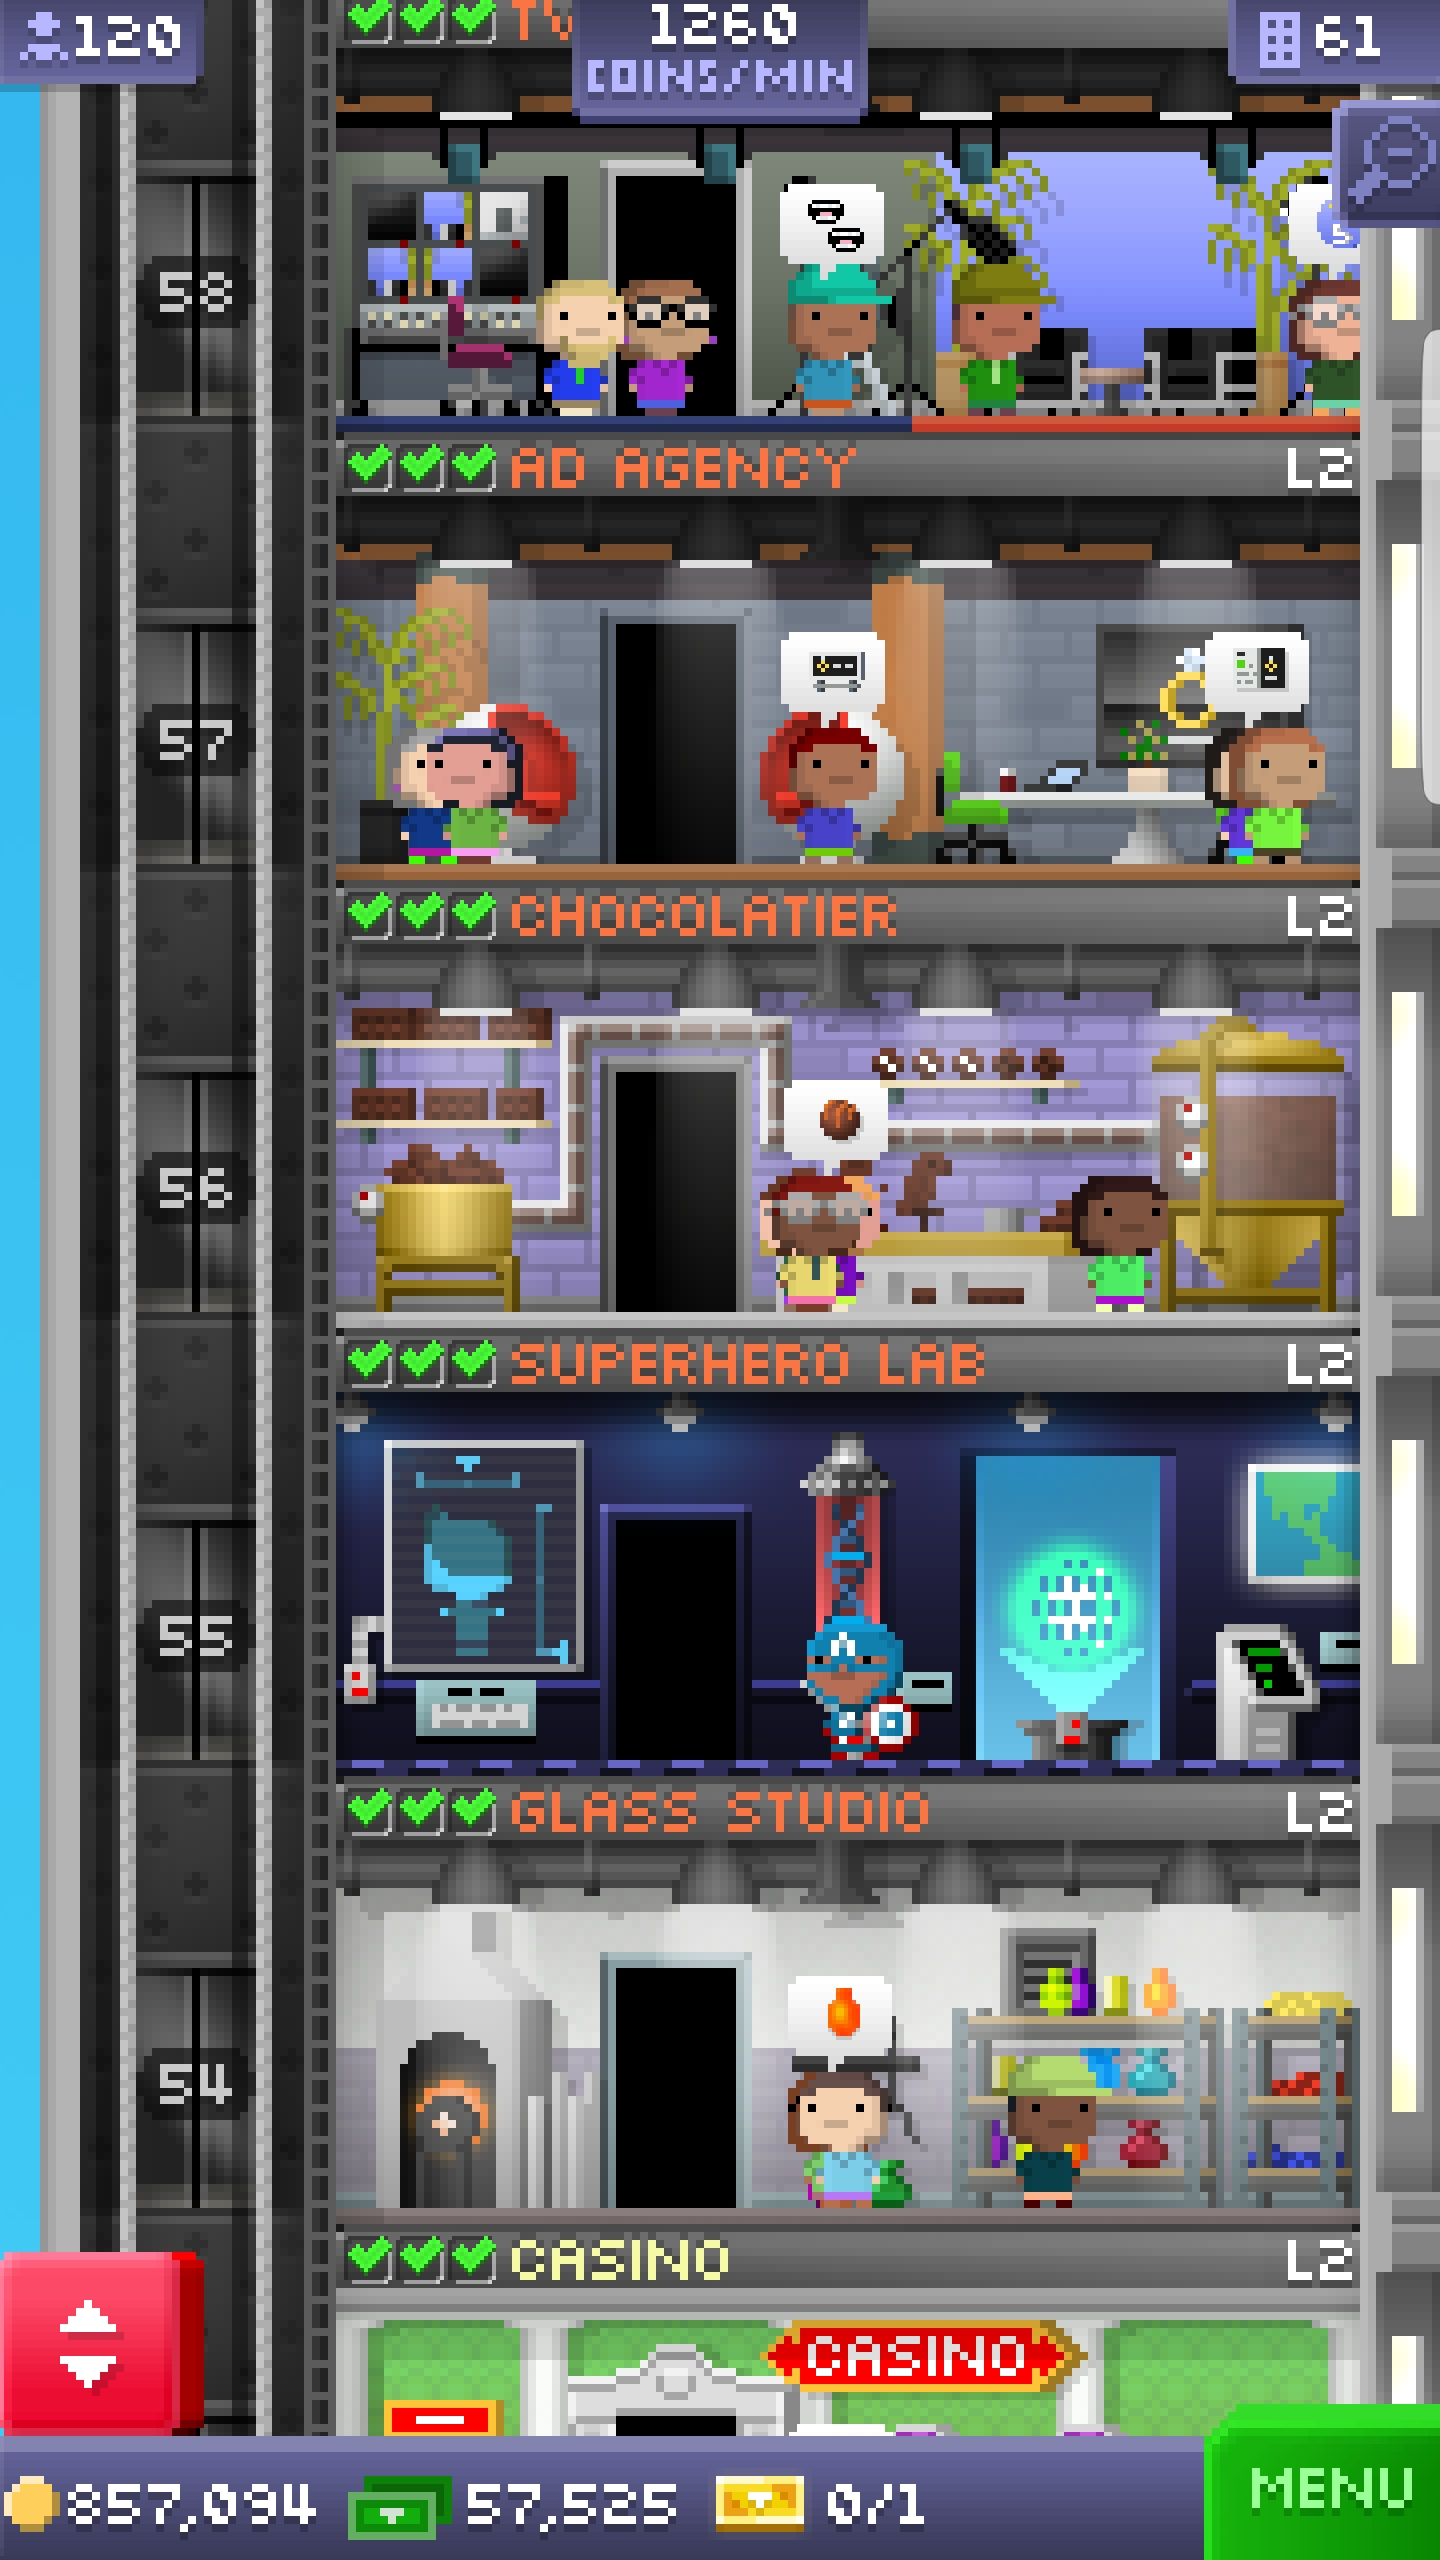 120
TV
1260
COINS/MIN
61
58
AD AGENCY L2
57
CHOCOLATIER L2
56
SUPERHERO LAB L2
55
GLASS STUDIO L2
54
CASINO L2
CASINO
857,094 57,525 0/1
MENU